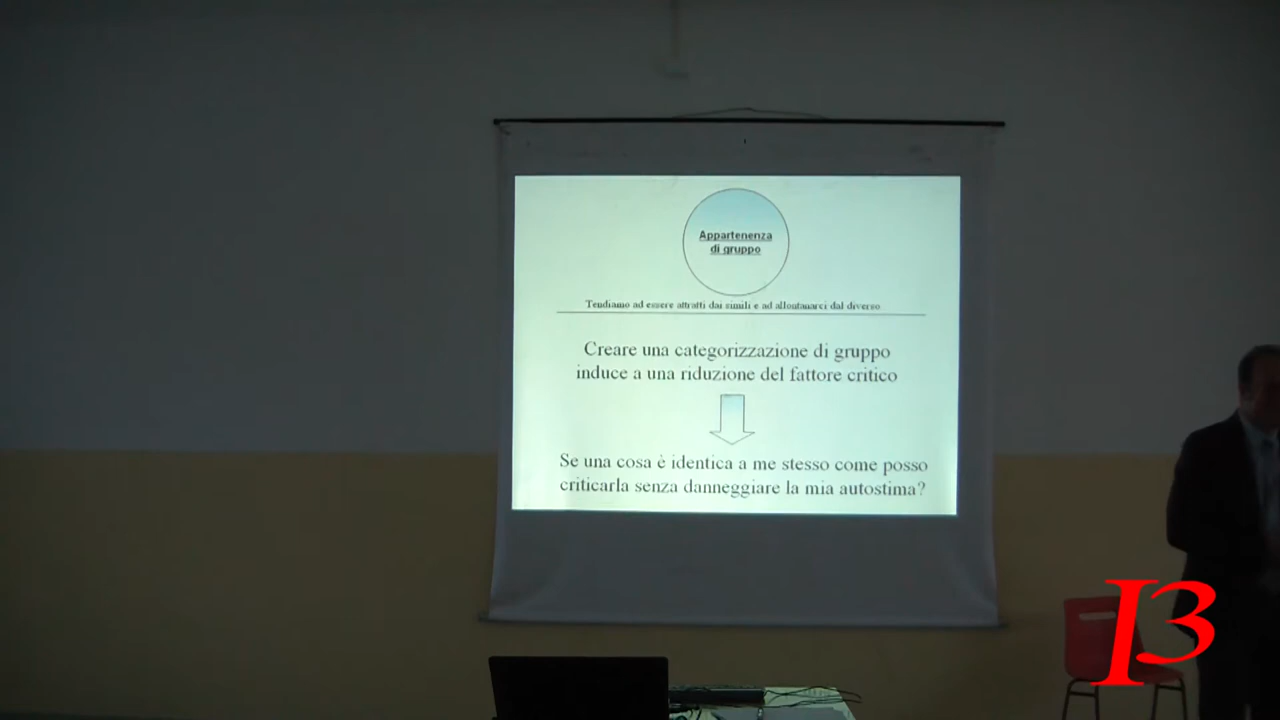 Appartenenza
di gruppo
Tendiamo ad essere attratti dai simili e ad allontanarci dal diverso
Creare una categorizzazione di gruppo
induce a una riduzione del fattore critico
Se una cosa è identica a me stesso come posso
criticarla senza danneggiare la mia autostima?
I3